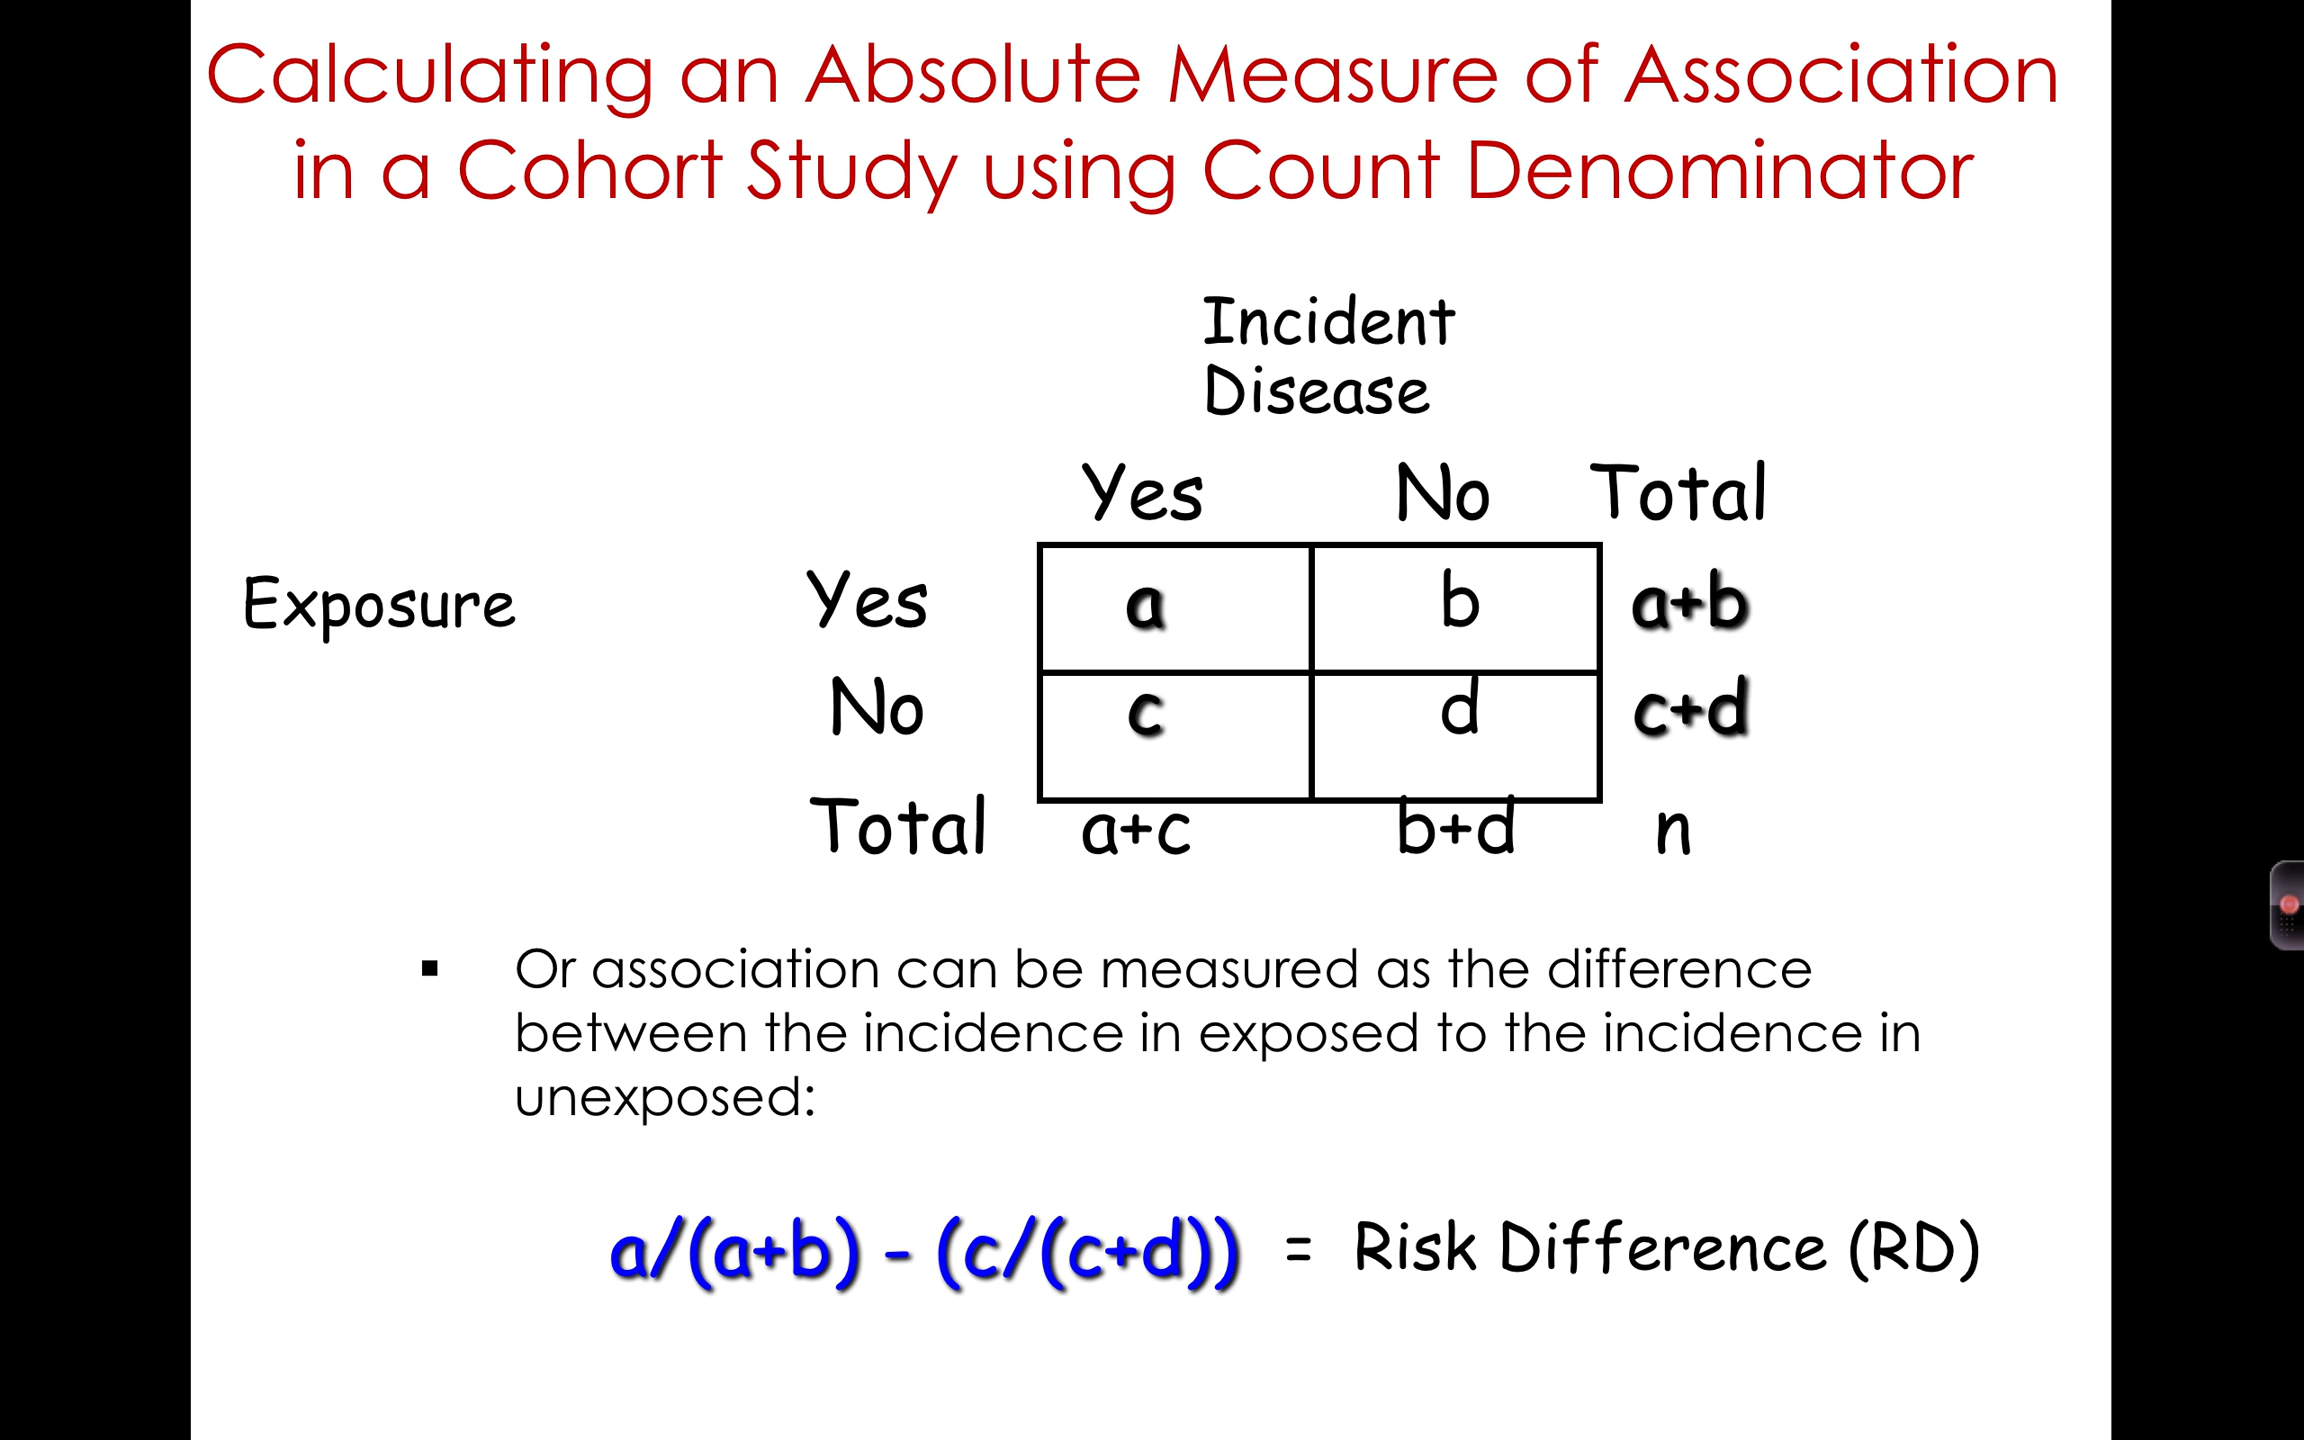 Calculating an Absolute Measure of Association
in a Cohort Study using Count Denominator
Incident
Disease
Yes No Total
Exposure Yes a b a+b
No c d c+d
Total a+c b+d n
▪ Or association can be measured as the difference
between the incidence in exposed to the incidence in
unexposed:
a/(a+b) - (c/(c+d)) = Risk Difference (RD)